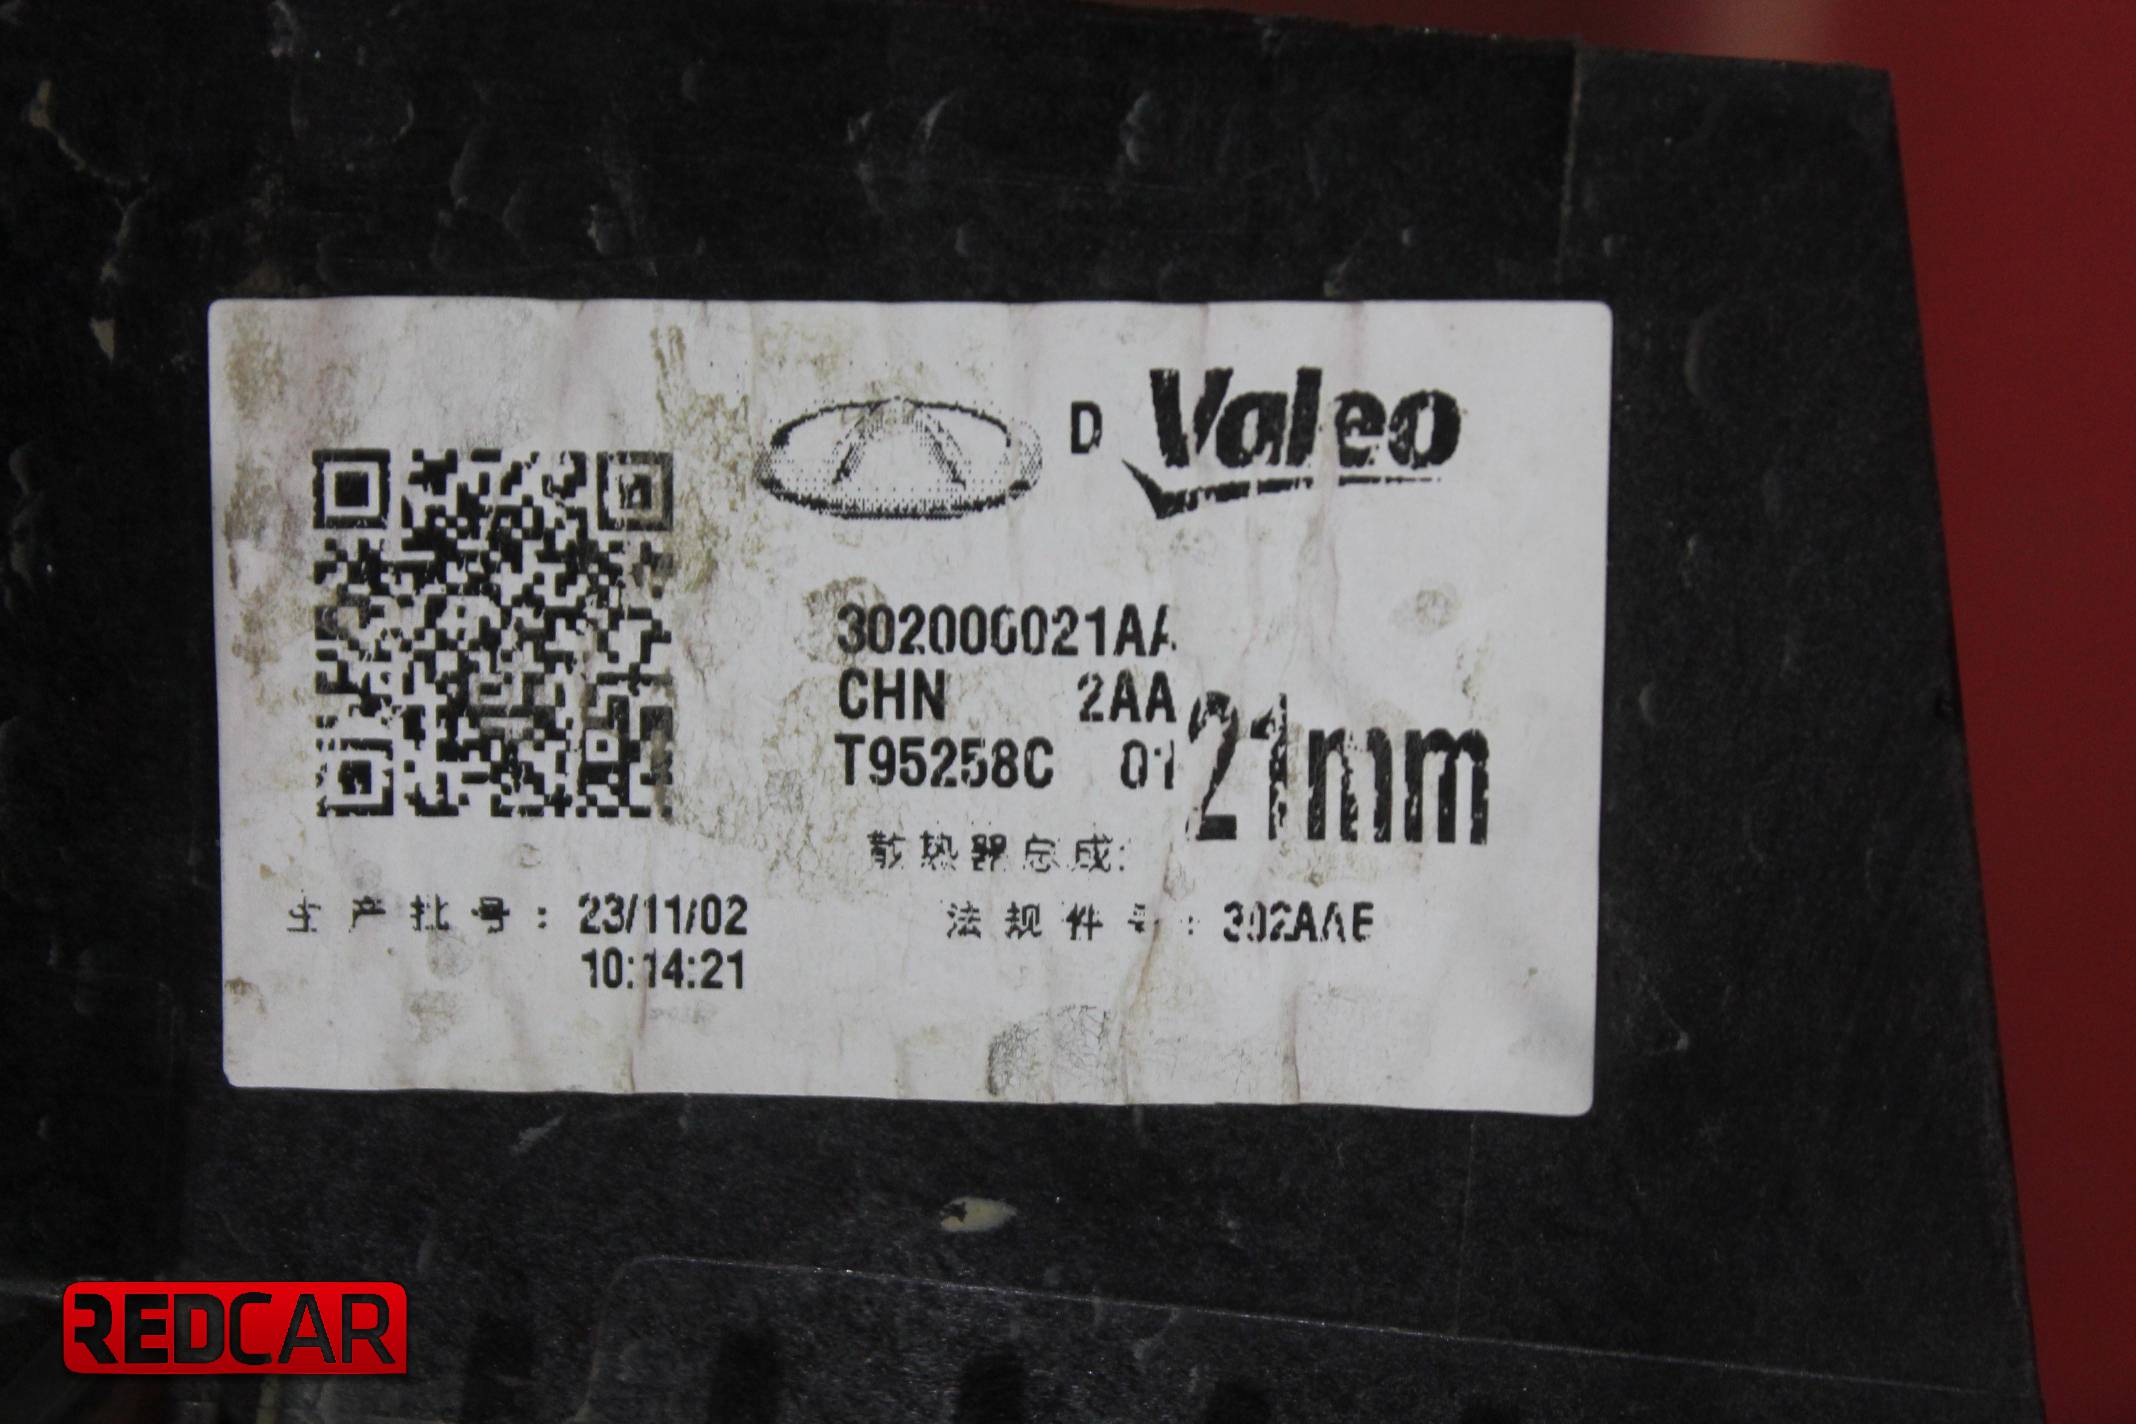 D Valeo
302000021AA
CHN 2AA
T95258C 01
21mm
散热器总成:
生产批号: 23/11/02
10:14:21
法规件号: 302AAE
REDCAR